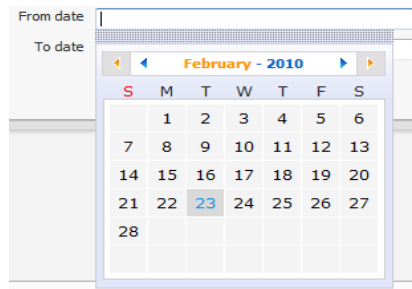 From date
To date
February - 2010
S M T W T F S
1 2 3 4 5 6
7 8 9 10 11 12 13
14 15 16 17 18 19 20
21 22 23 24 25 26 27
28